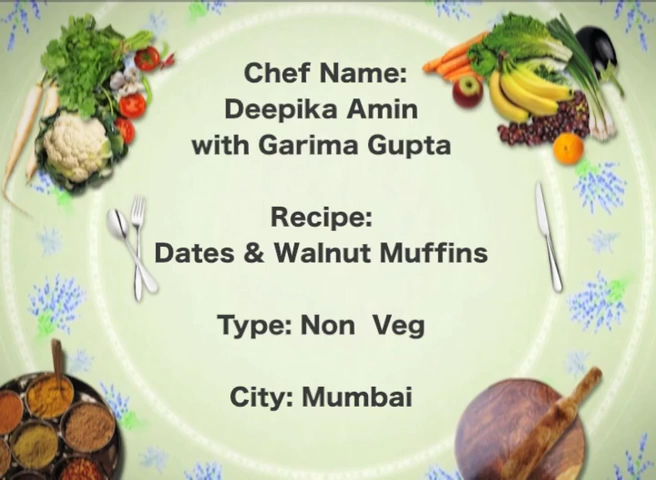 Chef Name:
Deepika Amin
with Garima Gupta
Recipe:
Dates & Walnut Muffins
Type: Non  Veg
City: Mumbai